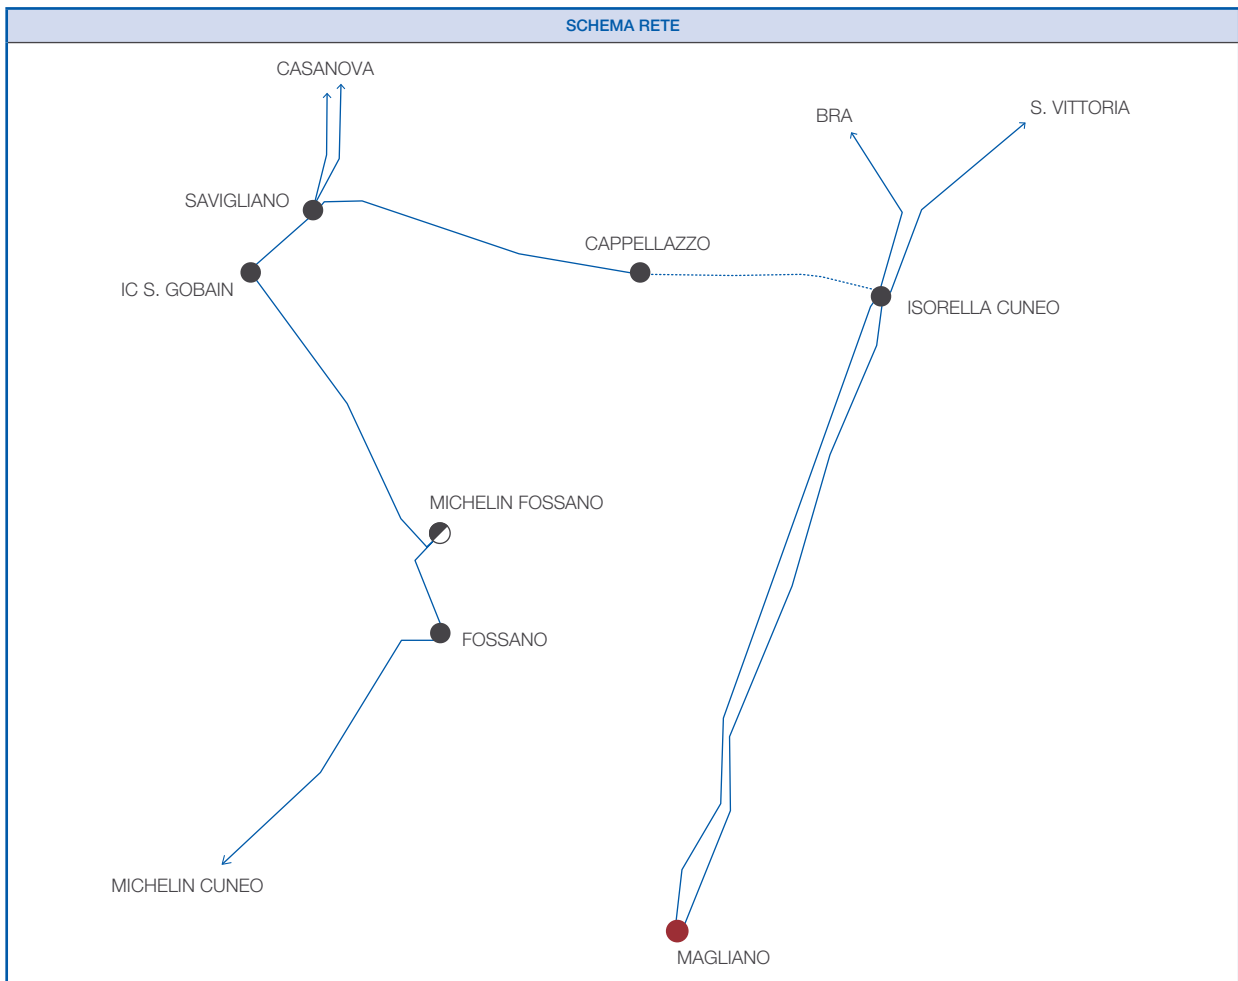 SCHEMA RETE
CASANOVA
S. VITTORIA
BRA
SAVIGLIANO
CAPPELLAZZO
IC S. GOBAIN
ISORELLA CUNEO
MICHELIN FOSSANO
FOSSANO
MICHELIN CUNEO
MAGLIANO